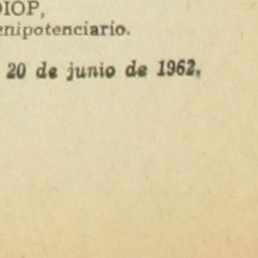 DIOP,
enipotenciario.
20 de junio de 1962.